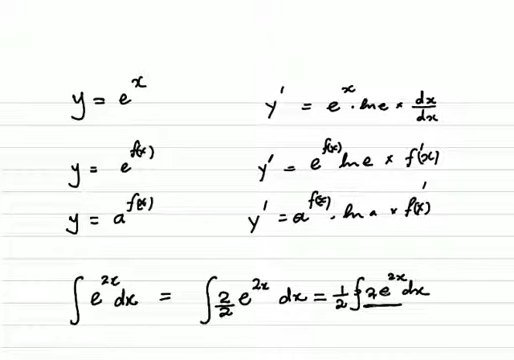 y = e^x    y' = e^x · ln e × dx/dx
y = e^f(x)    y' = e^f(x) ln e × f'(x)
y = a^f(x)    y' = a^f(x) · ln a × f(x)'
∫ e^2x dx = ∫ 2/2 e^2x dx = 1/2 ∫ 2e^2x dx